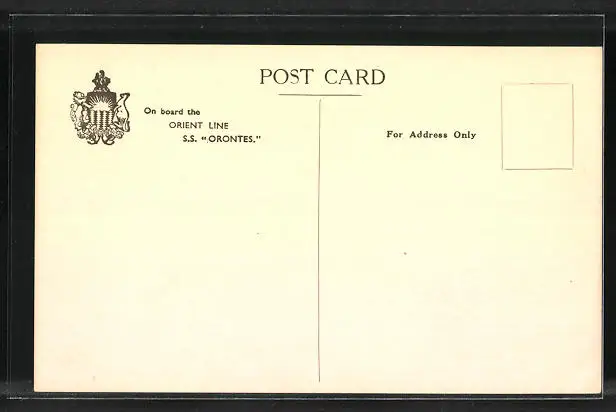 POST CARD
On board the
ORIENT LINE
S.S. "ORONTES."
For Address Only